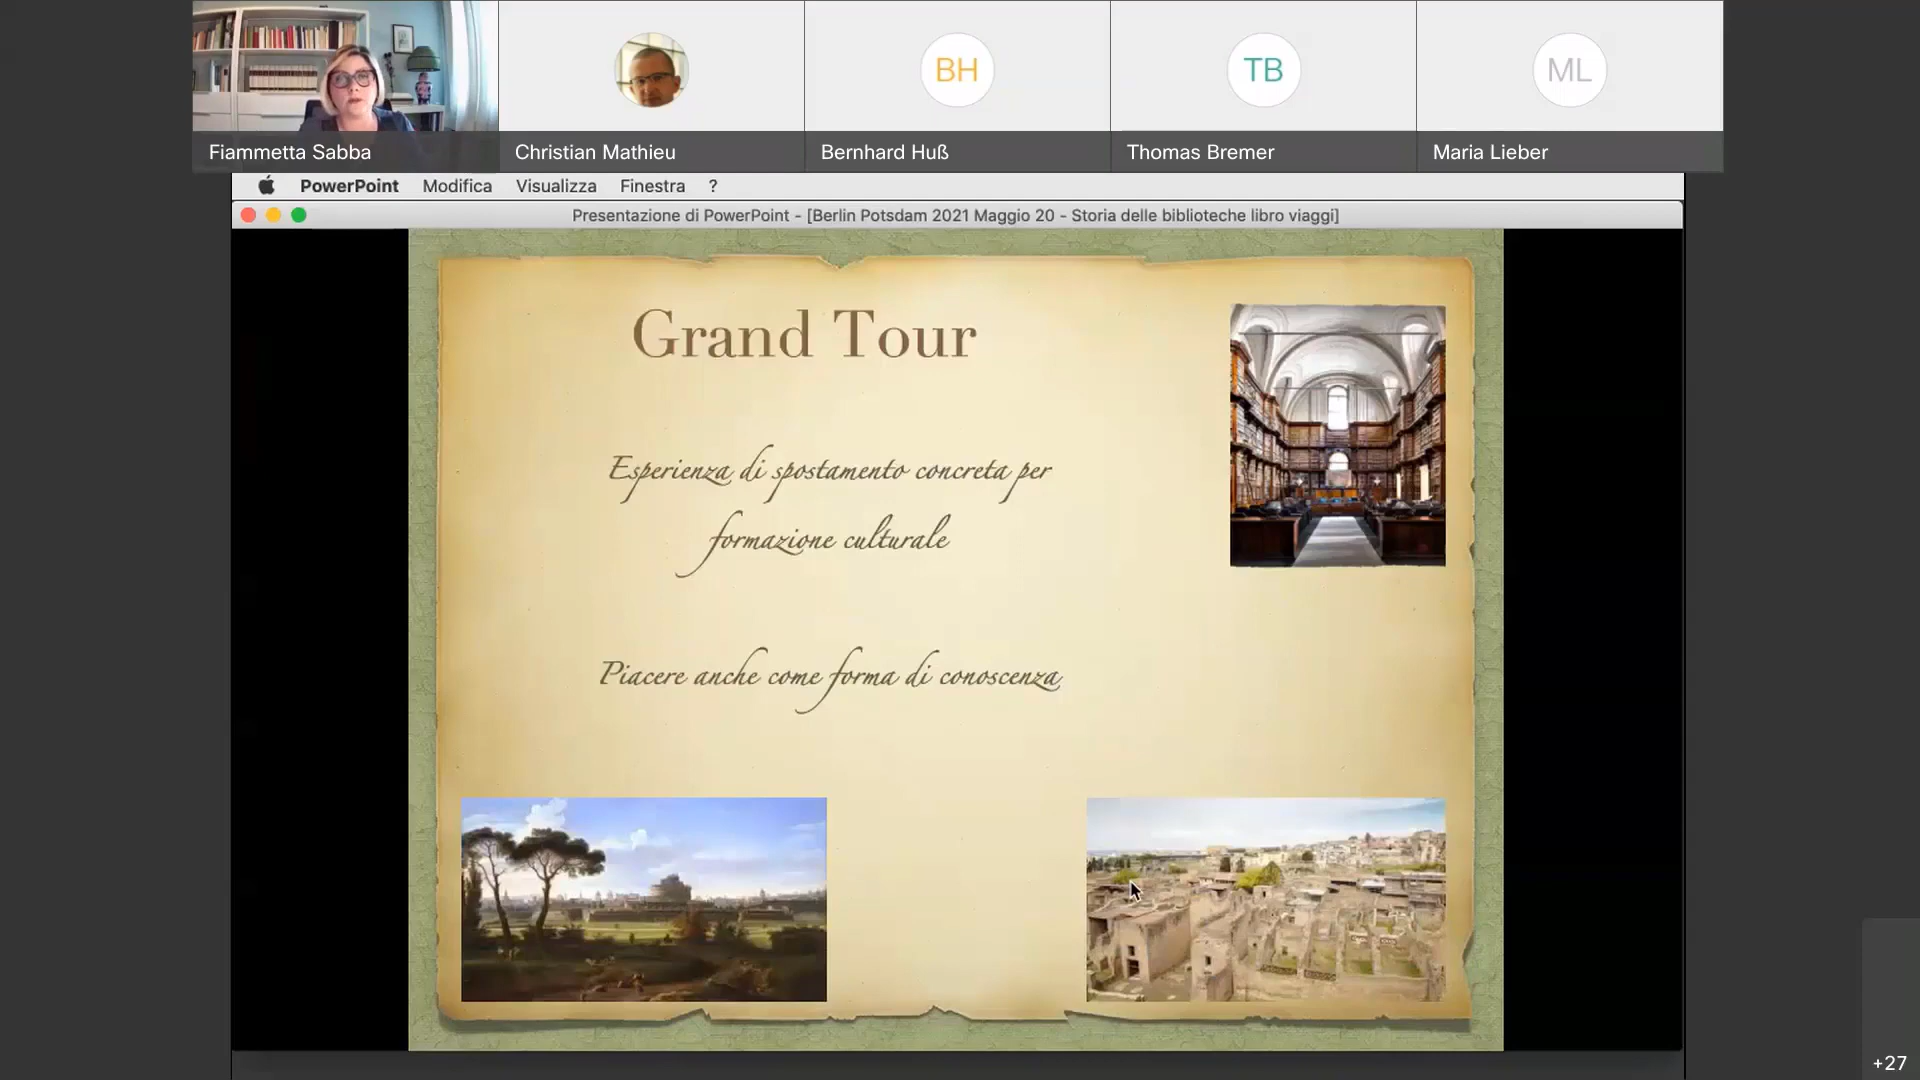 BH
TB
ML
Fiammetta Sabba
Christian Mathieu
Bernhard Huß
Thomas Bremer
Maria Lieber
PowerPoint Modifica Visualizza Finestra ?
Presentazione di PowerPoint - [Berlin Potsdam 2021 Maggio 20 - Storia delle biblioteche libro viaggi]
Grand Tour
Esperienza di spostamento concreta per
formazione culturale
Piacere anche come forma di conoscenza
+27